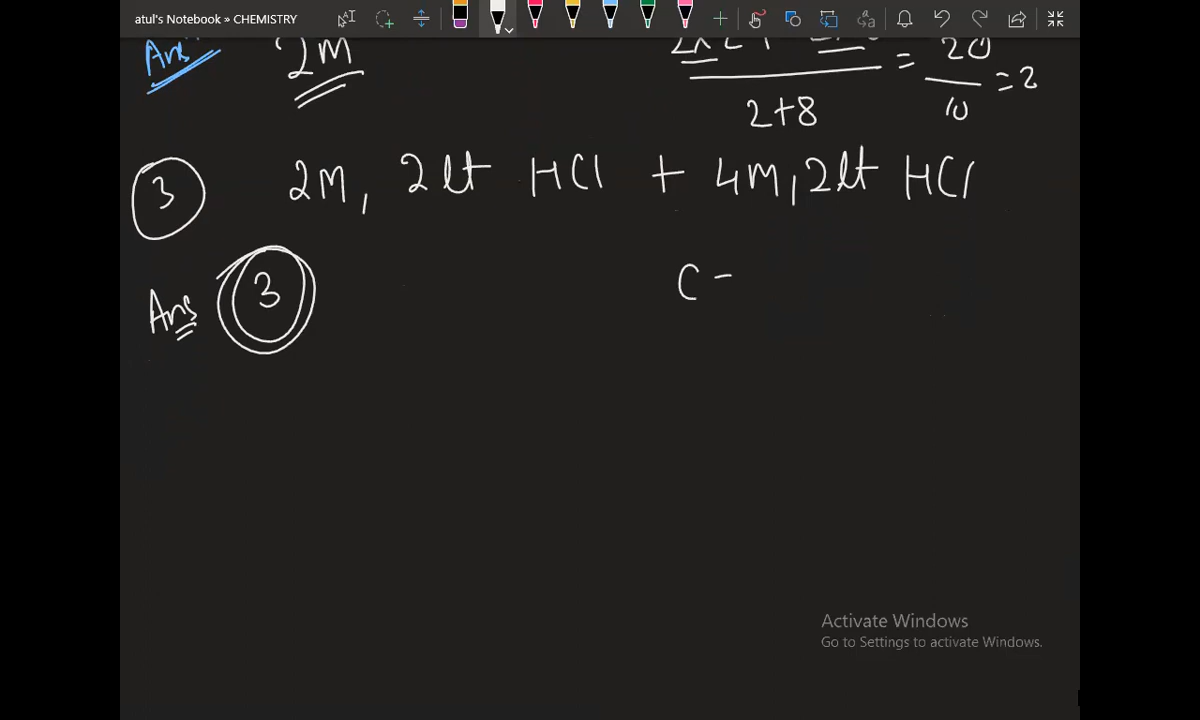 atul's Notebook » CHEMISTRY
Ans 2M
= 20/10 = 2
2+8
3 2M, 2lt HCl + 4M, 2lt HCl
Ans 3 C =
Activate Windows
Go to Settings to activate Windows.